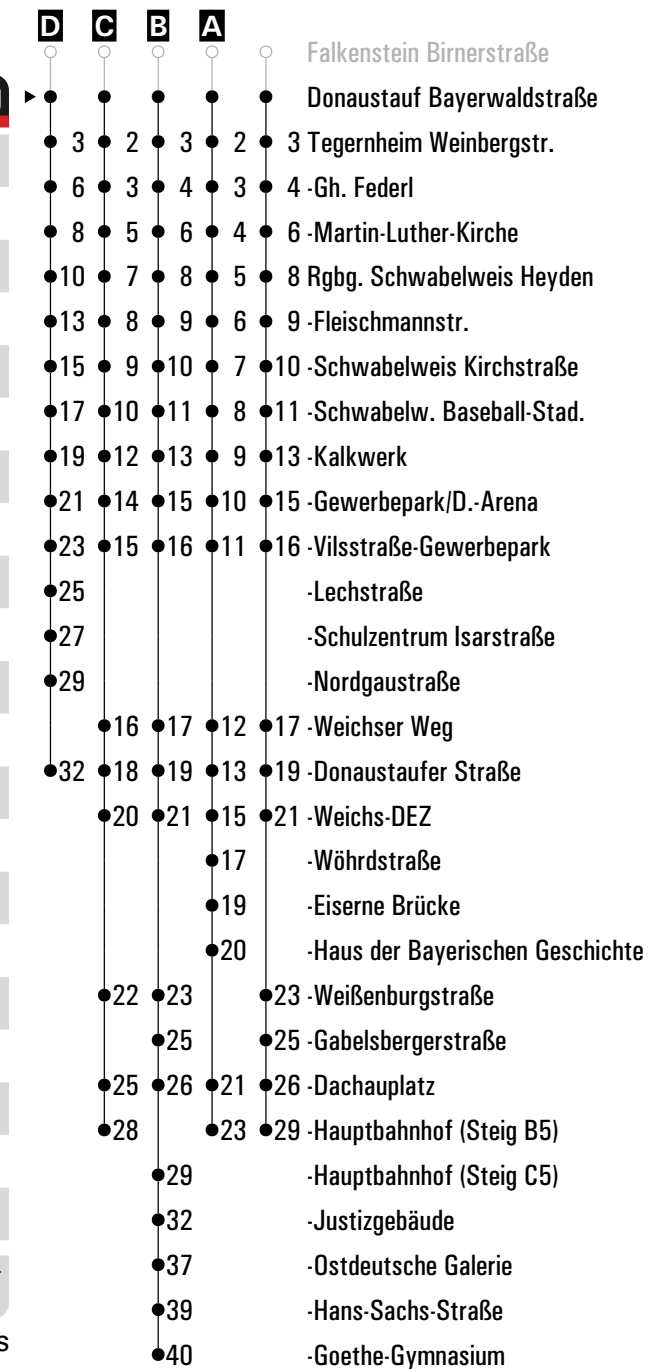 D C B A
Falkenstein Birnerstraße
Donaustauf Bayerwaldstraße
3 2 3 2 3 Tegernheim Weinbergstr.
6 3 4 3 4 -Gh. Federl
8 5 6 4 6 -Martin-Luther-Kirche
10 7 8 5 8 Rgbg. Schwabelweis Heyden
13 8 9 6 9 -Fleischmannstr.
15 9 10 7 10 -Schwabelweis Kirchstraße
17 10 11 8 11 -Schwabelw. Baseball-Stad.
19 12 13 9 13 -Kalkwerk
21 14 15 10 15 -Gewerbepark/D.-Arena
23 15 16 11 16 -Vilsstraße-Gewerbepark
25 -Lechstraße
27 -Schulzentrum Isarstraße
29 -Nordgaustraße
16 17 12 17 -Weichser Weg
32 18 19 13 19 -Donaustaufer Straße
20 21 15 21 -Weichs-DEZ
17 -Wöhrdstraße
19 -Eiserne Brücke
20 -Haus der Bayerischen Geschichte
22 23 23 -Weißenburgstraße
25 25 -Gabelsbergerstraße
25 26 21 26 -Dachauplatz
28 23 29 -Hauptbahnhof (Steig B5)
29 -Hauptbahnhof (Steig C5)
32 -Justizgebäude
37 -Ostdeutsche Galerie
39 -Hans-Sachs-Straße
s
40 -Goethe-Gymnasium